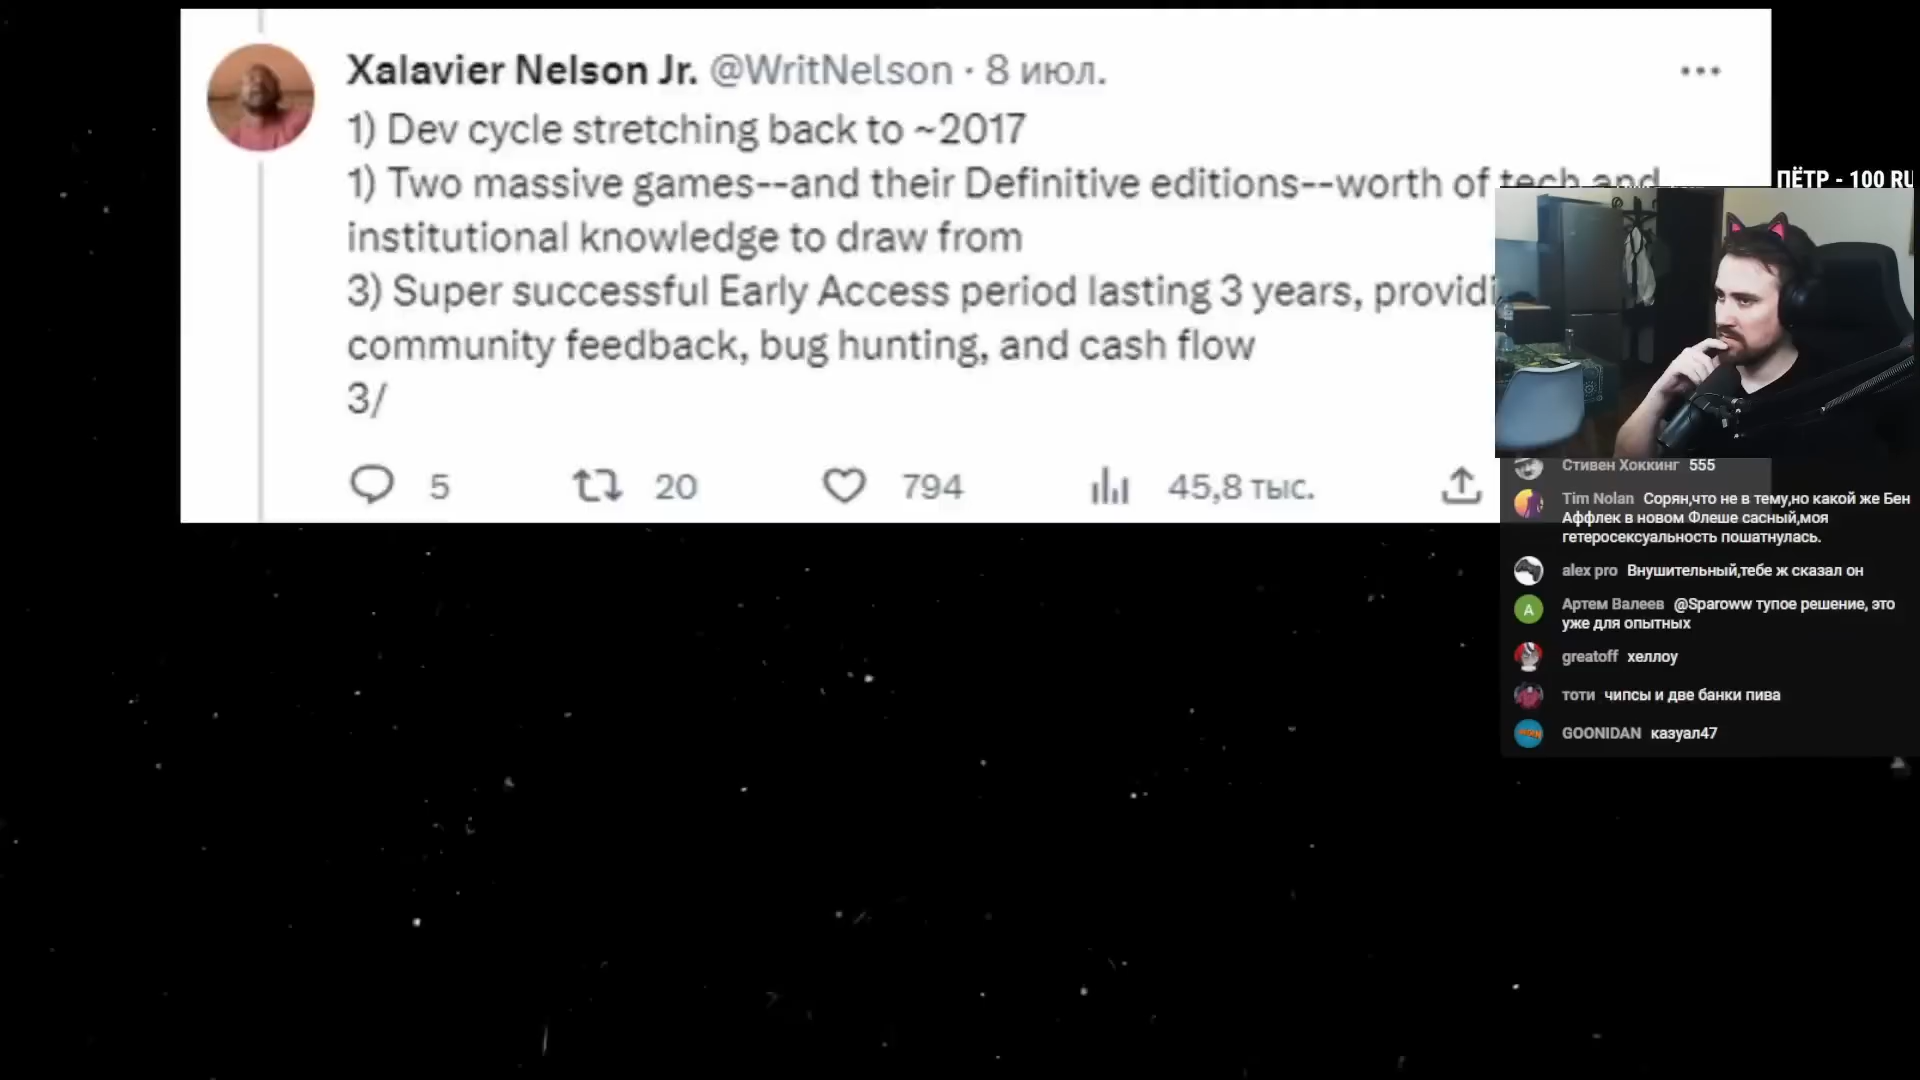 Xalavier Nelson Jr. @WritNelson · 8 июл.
1) Dev cycle stretching back to ~2017
1) Two massive games--and their Definitive editions--worth of tech and
institutional knowledge to draw from
3) Super successful Early Access period lasting 3 years, providi
community feedback, bug hunting, and cash flow
3/
5 20 794 45,8 тыс.
ПЁТР - 100 RU
Стивен Хоккинг 555
Tim Nolan Сорян,что не в тему,но какой же Бен
Аффлек в новом Флеше сасный,моя
гетеросексуальность пошатнулась.
alex pro Внушительный,тебе ж сказал он
А
Артем Валеев @Sparoww тупое решение, это
уже для опытных
greatoff хеллоу
тоти чипсы и две банки пива
GOONIDAN казуал47